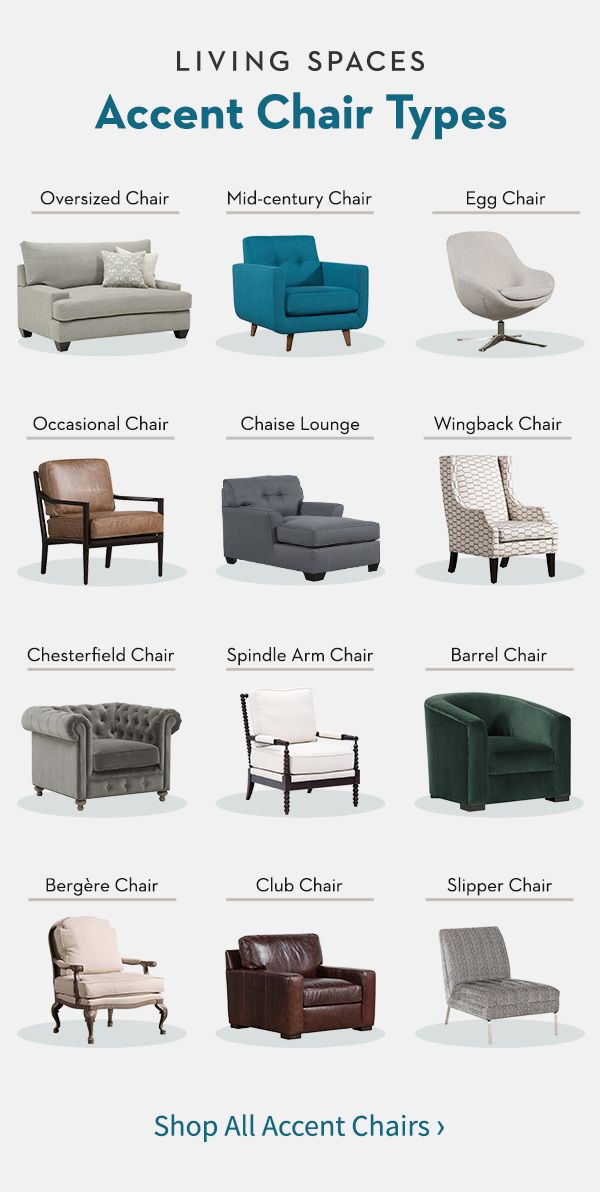 LIVING SPACES
Accent Chair Types
Oversized Chair
Mid-century Chair
Egg Chair
Occasional Chair
Chaise Lounge
Wingback Chair
Chesterfield Chair
Spindle Arm Chair
Barrel Chair
Bergère Chair
Club Chair
Slipper Chair
Shop All Accent Chairs ›